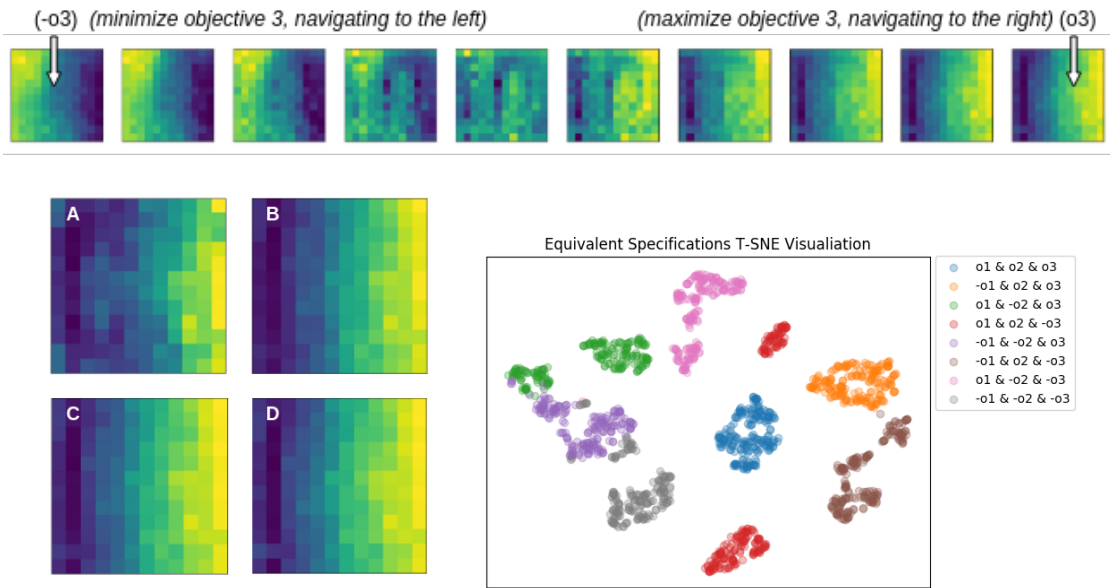 (-o3) (minimize objective 3, navigating to the left) (maximize objective 3, navigating to the right) (o3)
A B
C D
Equivalent Specifications T-SNE Visualiation
o1 & o2 & o3
-o1 & o2 & o3
o1 & -o2 & o3
o1 & o2 & -o3
-o1 & -o2 & o3
-o1 & o2 & -o3
o1 & -o2 & -o3
-o1 & -o2 & -o3